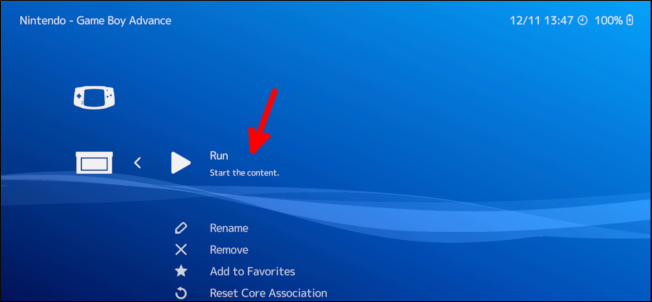 Nintendo - Game Boy Advance
12/11 13:47 100%
Run
Start the content.
Rename
Remove
Add to Favorites
Reset Core Association